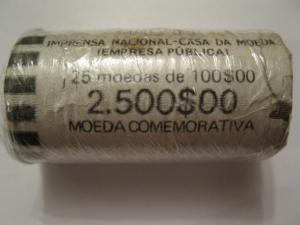 IMPRENSA NACIONAL-CASA DA MOEDA
(EMPRESA PÚBLICA)
25 moedas de 100$00
2.500$00
MOEDA COMEMORATIVA